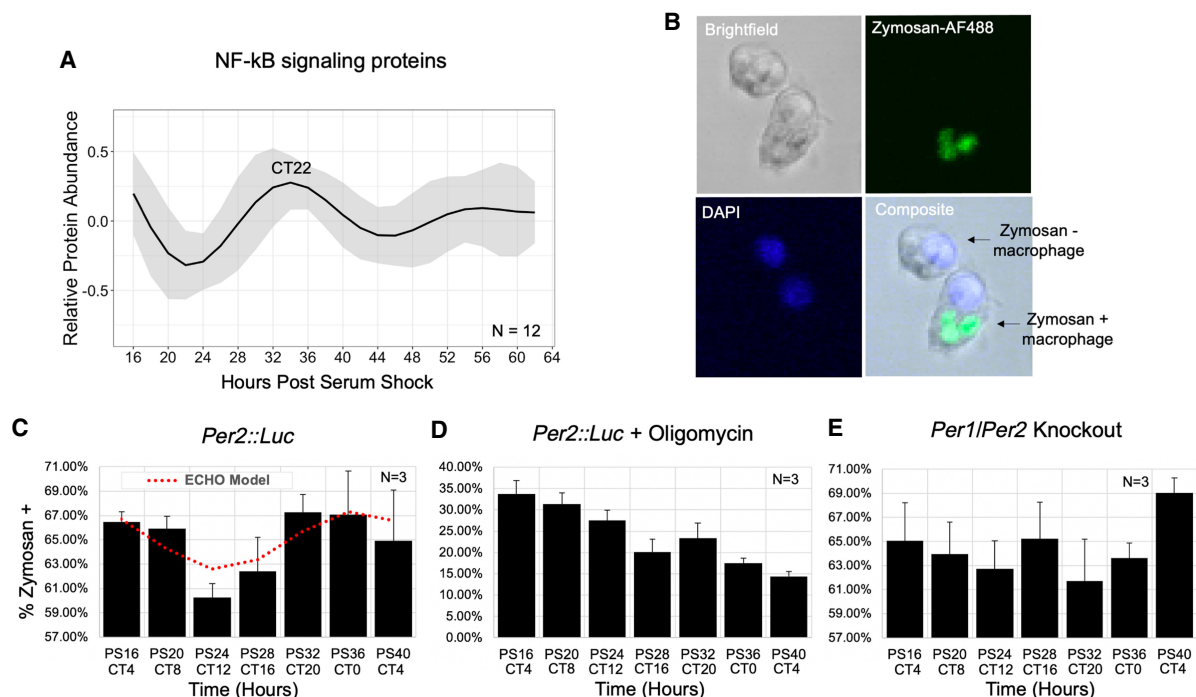 A
NF-kB signaling proteins
Relative Protein Abundance
0.5
0.0
-0.5
CT22
N = 12
16 20 24 28 32 36 40 44 48 52 56 60 64
Hours Post Serum Shock
B
Brightfield
Zymosan-AF488
DAPI
Composite
Zymosan -
macrophage
Zymosan +
macrophage
C
Per2::Luc
% Zymosan +
71.00%
69.00%
67.00%
65.00%
63.00%
61.00%
59.00%
57.00%
ECHO Model
N=3
PS16 PS20 PS24 PS28 PS32 PS36 PS40
CT4 CT8 CT12 CT16 CT20 CT0 CT4
Time (Hours)
D
Per2::Luc + Oligomycin
40.00%
35.00%
30.00%
25.00%
20.00%
15.00%
10.00%
5.00%
0.00%
N=3
PS16 PS20 PS24 PS28 PS32 PS36 PS40
CT4 CT8 CT12 CT16 CT20 CT0 CT4
Time (Hours)
E
Per1/Per2 Knockout
71.00%
69.00%
67.00%
65.00%
63.00%
61.00%
59.00%
57.00%
N=3
PS16 PS20 PS24 PS28 PS32 PS36 PS40
CT4 CT8 CT12 CT16 CT20 CT0 CT4
Time (Hours)